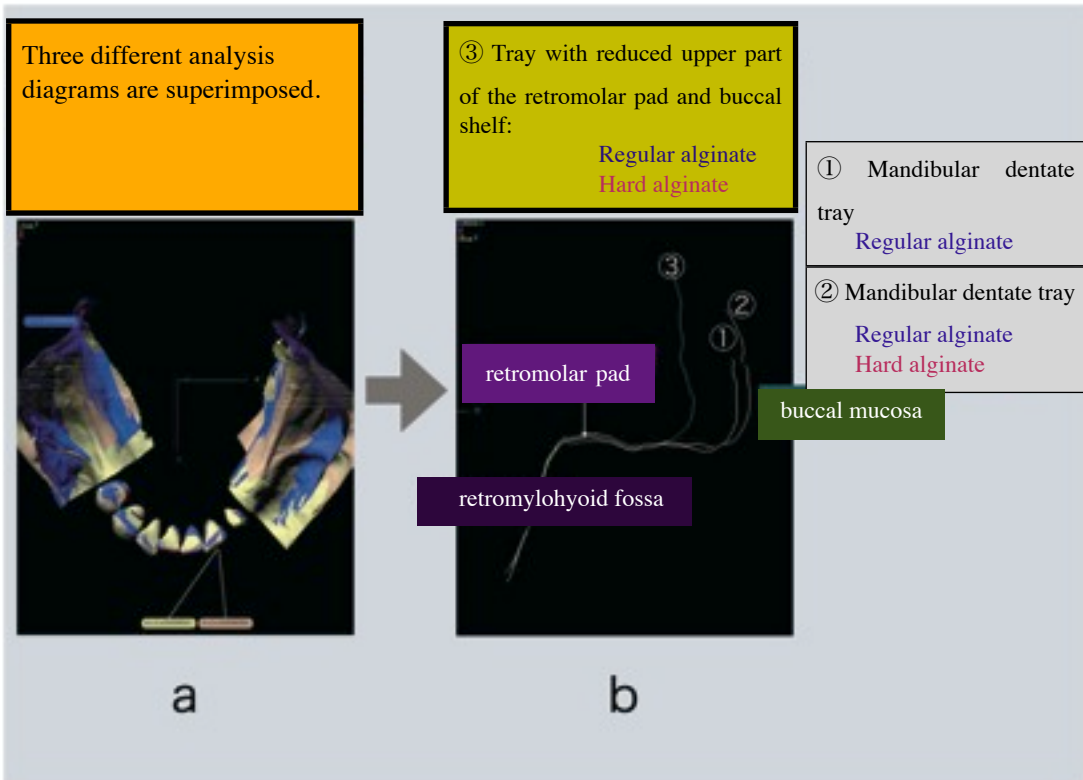 Three different analysis
diagrams are superimposed.
③ Tray with reduced upper part
of the retromolar pad and buccal
shelf:
Regular alginate
Hard alginate
① Mandibular dentate
tray
Regular alginate
② Mandibular dentate tray
Regular alginate
Hard alginate
③
②
①
retromolar pad
buccal mucosa
retromylohyoid fossa
a
b